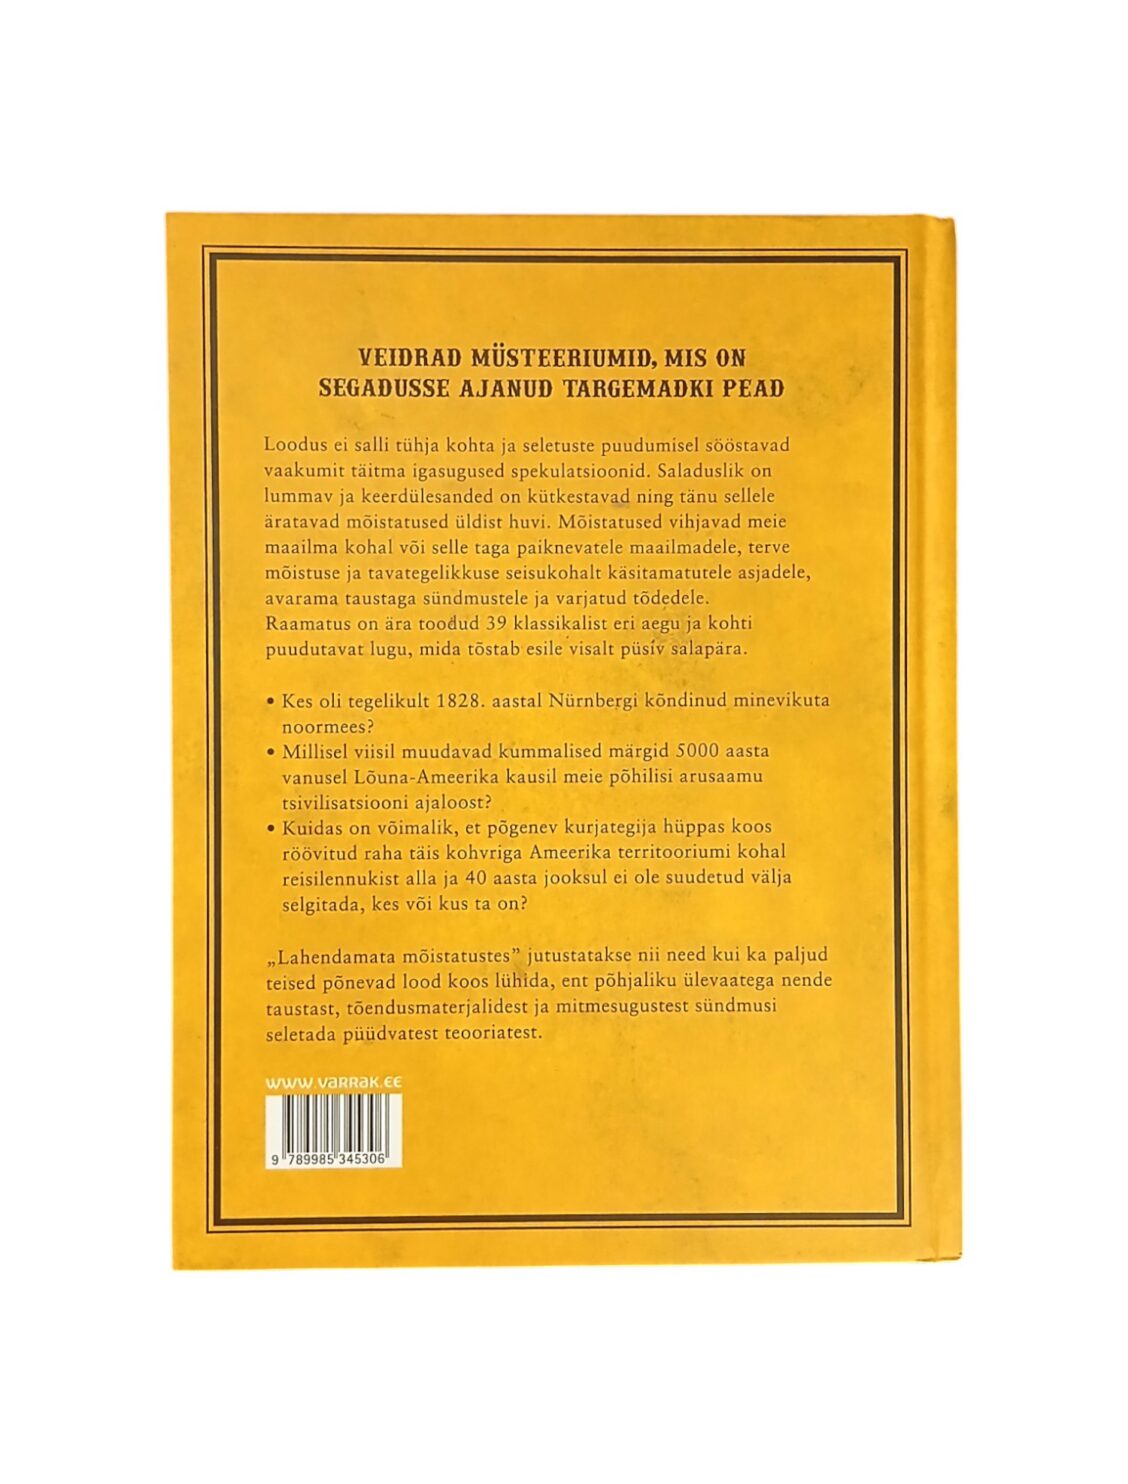 VEIDRAD MÜSTEERIUMID, MIS ON
SEGADUSSE AJANUD TARGEMADKI PEAD
Loodus ei salli tühja kohta ja seletuste puudumisel sööstavad
vaakumit täitma igasugused spekulatsioonid. Saladuslik on
lummav ja keerdülesanded on kütkestavad ning tänu sellele
äratavad mõistatused üldist huvi. Mõistatused vihjavad meie
maailma kohal või selle taga paiknevatele maailmadele, terve
mõistuse ja tavategelikkuse seisukohalt käsitamatutele asjadele,
avarama taustaga sündmustele ja varjatud tõdedele.
Raamatus on ära toodud 39 klassikalist eri aegu ja kohti
puudutavat lugu, mida tõstab esile visalt püsiv salapära.
• Kes oli tegelikult 1828. aastal Nürnbergi kõndinud minevikuta
noormees?
• Millisel viisil muudavad kummalised märgid 5000 aasta
vanusel Lõuna-Ameerika kausil meie põhilisi arusaamu
tsivilisatsiooni ajaloost?
• Kuidas on võimalik, et põgenev kurjategija hüppas koos
röövitud raha täis kohvriga Ameerika territooriumi kohal
reisilennukist alla ja 40 aasta jooksul ei ole suudetud välja
selgitada, kes või kus ta on?
„Lahendamata mõistatustes” jutustatakse nii need kui ka paljud
teised põnevad lood koos lühida, ent põhjaliku ülevaatega nende
taustast, tõendusmaterjalidest ja mitmesugustest sündmusi
seletada püüdvatest teooriatest.
www.varrak.ee
9 789985 345306